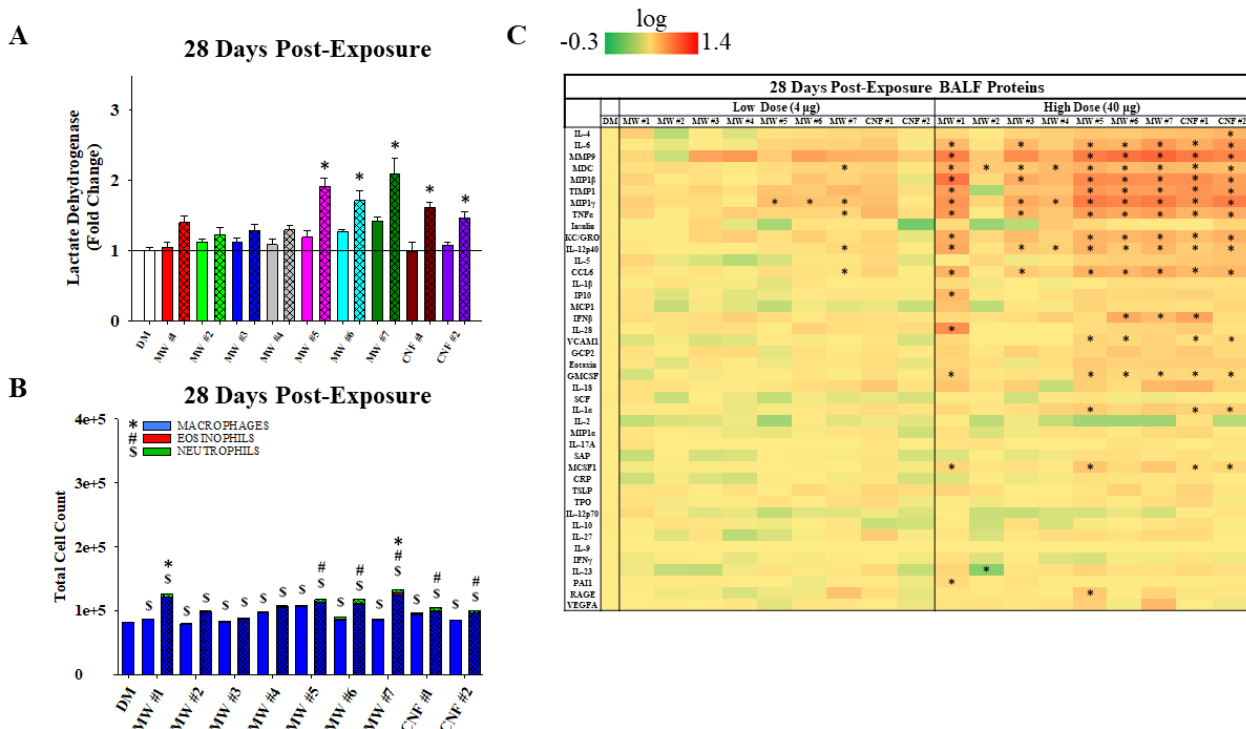 A
28 Days Post-Exposure
Lactate Dehydrogenase
(Fold Change)
3
2
1
0
*
*
*
*
*
DM
MW #1
MW #2
MW #3
MW #4
MW #5
MW #6
MW #7
CNF #1
CNF #2
B
28 Days Post-Exposure
Total Cell Count
4e+5
3e+5
2e+5
1e+5
0
* MACROPHAGES
# EOSINOPHILS
$ NEUTROPHILS
DM
MW #1
MW #2
MW #3
MW #4
MW #5
MW #6
MW #7
CNF #1
CNF #2
C
log
-0.3 1.4
28 Days Post-Exposure BALF Proteins
Low Dose (4 µg) High Dose (40 µg)
DM MW #1 MW #2 MW #3 MW #4 MW #5 MW #6 MW #7 CNF #1 CNF #2 MW #1 MW #2 MW #3 MW #4 MW #5 MW #6 MW #7 CNF #1 CNF #2
IL-4 *
IL-6 * * * * * * *
MMP9 * * * * * *
MDC * * * * * * * * * *
MIP1β * * * * * * *
TIMP1 * * * * * *
MIP1γ * * * * * * * * * * *
TNFα * * * * * * * *
Insulin
KC/GRO * * * * * *
IL-12p40 * * * * * * * * *
IL-5
CCL6 * * * * * * * *
IL-1β
IP10 *
MCP1
IFNβ * * *
IL-28 *
VCAM1 * * * *
GCP2
Eotaxin
GMCSF * * * * * *
IL-18
SCF
IL-1α * * *
IL-2
MIP1α
IL-17A
SAP
MCSF1 * * * *
CRP
TSLP
TPO
IL-12p70
IL-10
IL-27
IL-9
IFNγ
IL-23 *
PAI1 *
RAGE *
VEGFA